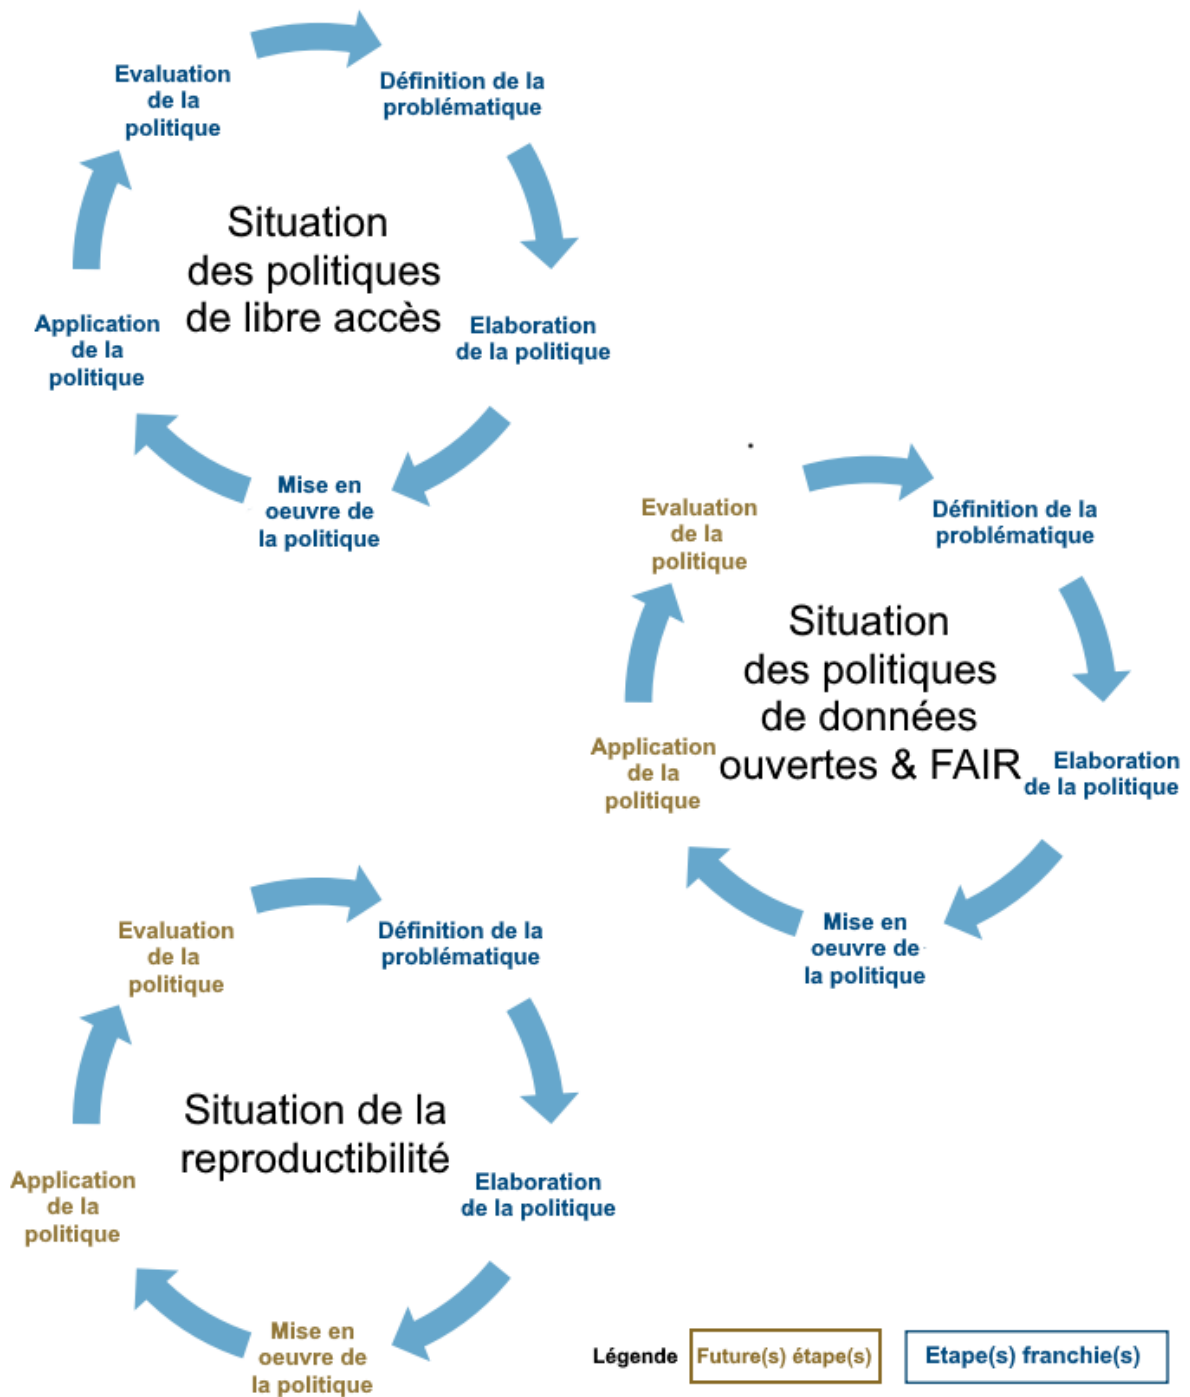 Evaluation
de la
politique
Définition de la
problématique
Situation
des politiques
de libre accès
Application
de la
politique
Elaboration
de la politique
Mise en
oeuvre de
la politique
Evaluation
de la
politique
Définition de la
problématique
Situation
des politiques
de données
ouvertes & FAIR
Application
de la
politique
Elaboration
de la politique
Mise en
oeuvre de
la politique
Evaluation
de la
politique
Définition de la
problématique
Situation de la
reproductibilité
Application
de la
politique
Elaboration
de la politique
Mise en
oeuvre de
la politique
Légende
Future(s) étape(s)
Etape(s) franchie(s)